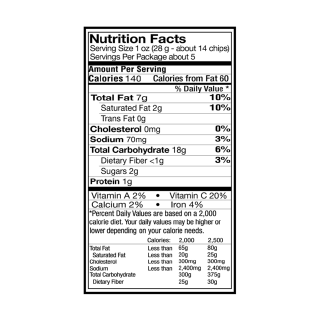 Nutrition Facts
Serving Size 1 oz (28 g - about 14 chips)
Servings Per Package about 5
Amount Per Serving
Calories 140 Calories from Fat 60
% Daily Value *
Total Fat 7g 10%
Saturated Fat 2g 10%
Trans Fat 0g
Cholesterol 0mg 0%
Sodium 70mg 3%
Total Carbohydrate 18g 6%
Dietary Fiber <1g 3%
Sugars 2g
Protein 1g
Vitamin A 2% • Vitamin C 20%
Calcium 2% • Iron 4%
*Percent Daily Values are based on a 2,000
calorie diet. Your daily values may be higher or
lower depending on your calorie needs.
Calories: 2,000 2,500
Total Fat Less than 65g 80g
Saturated Fat Less than 20g 25g
Cholesterol Less than 300mg 300mg
Sodium Less than 2,400mg 2,400mg
Total Carbohydrate 300g 375g
Dietary Fiber 25g 30g